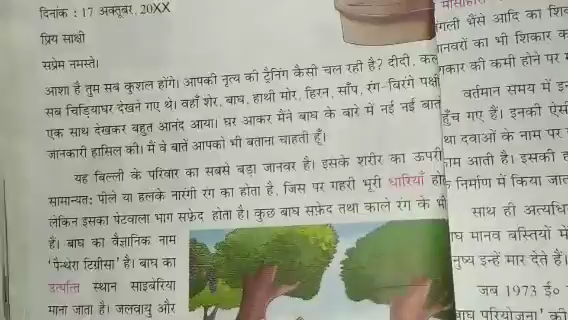 दिनांक : 17 अक्तूबर, 20XX
प्रिय साक्षी
सप्रेम नमस्ते।
आशा है तुम सब कुशल होंगे। आपकी नृत्य की ट्रैनिंग कैसी चल रही है? दीदी, कल
सब चिड़ियाघर देखने गए थे। वहाँ शेर, बाघ, हाथी मोर, हिरन, साँप, रंग-बिरंगे पक्षी
एक साथ देखकर बहुत आनंद आया। घर आकर मैंने बाघ के बारे में नई नई बात
जानकारी हासिल की। मैं वे बातें आपको भी बताना चाहती हूँ।
यह बिल्ली के परिवार का सबसे बड़ा जानवर है। इसके शरीर का ऊपरी
सामान्यत: पीले या हलके नारंगी रंग का होता है, जिस पर गहरी भूरी धारियाँ हो
लेकिन इसका पेटवाला भाग सफ़ेद होता है। कुछ बाघ सफ़ेद तथा काले रंग के भी
हैं। बाघ का वैज्ञानिक नाम
'पैन्थेरा टिग्रीसा' है। बाघ का
उत्पत्ति स्थान साइबेरिया
माना जाता है। जलवायु और
मांसाहारी
गली भैंसे आदि का शि
नवरों का भी शिकार क
कार की कमी होने पर
वर्तमान समय में इ
हुँच गए हैं। इनकी ऐसी
था दवाओं के नाम पर
म आती है। इसकी ह
निर्माण में किया जात
साथ ही अत्यधि
घ मानव बस्तियों में
नुष्य इन्हें मार देते हैं।
जब 1973 ई०
बाघ परियोजना' की